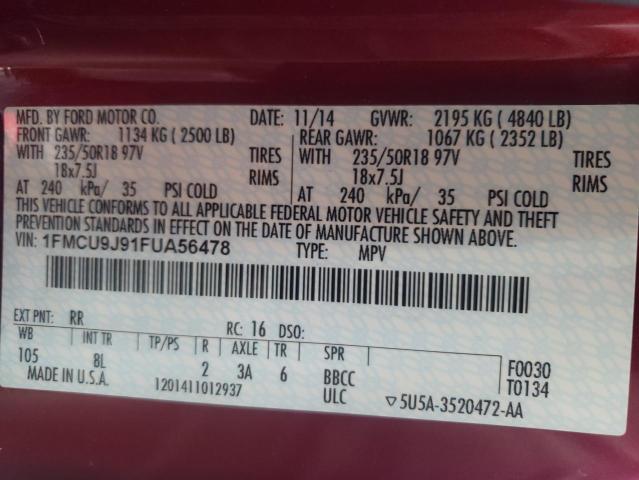 MFD. BY FORD MOTOR CO. DATE: 11/14 GVWR: 2195 KG ( 4840 LB)
FRONT GAWR: 1134 KG ( 2500 LB) REAR GAWR: 1067 KG ( 2352 LB)
WITH 235/50R18 97V TIRES WITH 235/50R18 97V TIRES
18x7.5J RIMS 18x7.5J RIMS
AT 240 kPa/ 35 PSI COLD AT 240 kPa/ 35 PSI COLD
THIS VEHICLE CONFORMS TO ALL APPLICABLE FEDERAL MOTOR VEHICLE SAFETY AND THEFT
PREVENTION STANDARDS IN EFFECT ON THE DATE OF MANUFACTURE SHOWN ABOVE.
VIN: 1FMCU9J91FUA56478 TYPE: MPV
EXT PNT: RR RC: 16 DSO:
WB INT TR TP/PS R AXLE TR SPR
105 8L 2 3A 6 BBCC F0030
MADE IN U.S.A. 1201411012937 ULC T0134
▽5U5A-3520472-AA